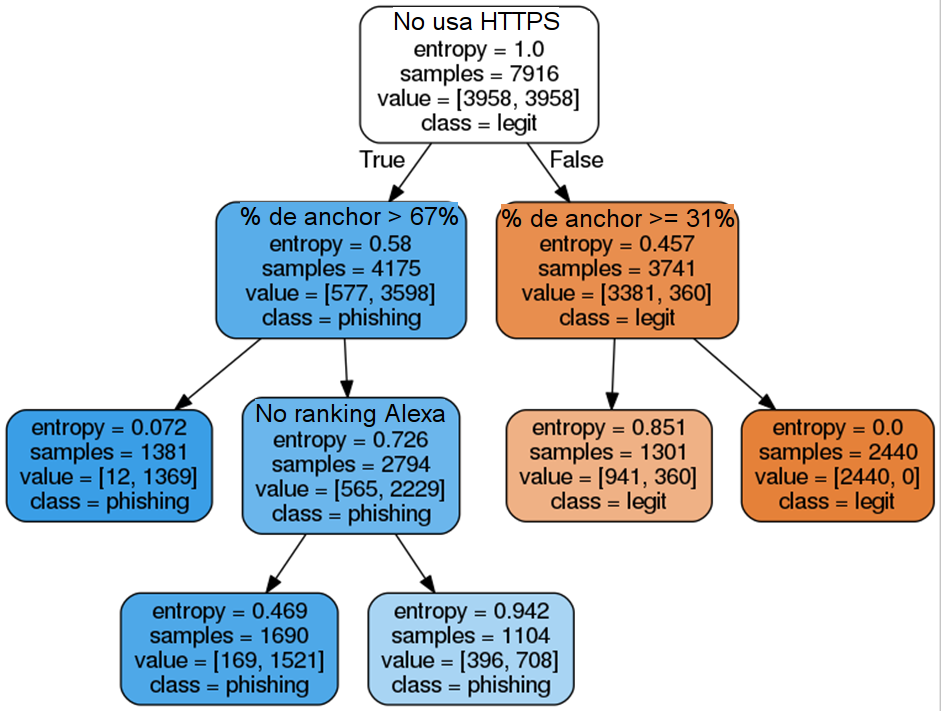 No usa HTTPS
entropy = 1.0
samples = 7916
value = [3958, 3958]
class = legit
True
False
% de anchor > 67%
entropy = 0.58
samples = 4175
value = [577, 3598]
class = phishing
% de anchor >= 31%
entropy = 0.457
samples = 3741
value = [3381, 360]
class = legit
entropy = 0.072
samples = 1381
value = [12, 1369]
class = phishing
No ranking Alexa
entropy = 0.726
samples = 2794
value = [565, 2229]
class = phishing
entropy = 0.851
samples = 1301
value = [941, 360]
class = legit
entropy = 0.0
samples = 2440
value = [2440, 0]
class = legit
entropy = 0.469
samples = 1690
value = [169, 1521]
class = phishing
entropy = 0.942
samples = 1104
value = [396, 708]
class = phishing